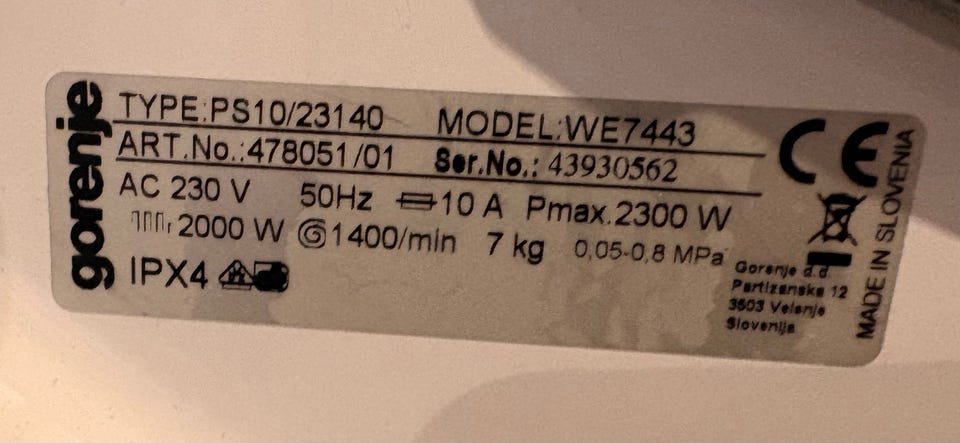 gorenje
TYPE:PS10/23140 MODEL:WE7443
ART.No.:478051/01 Ser.No.: 43930562
AC 230 V 50Hz 10 A Pmax.2300 W
2000 W 1400/min 7 kg 0,05-0,8 MPa
IPX4
CE
Gorenje d.d.
Partizanska 12
3503 Velenje
Slovenija
MADE IN SLOVENIA